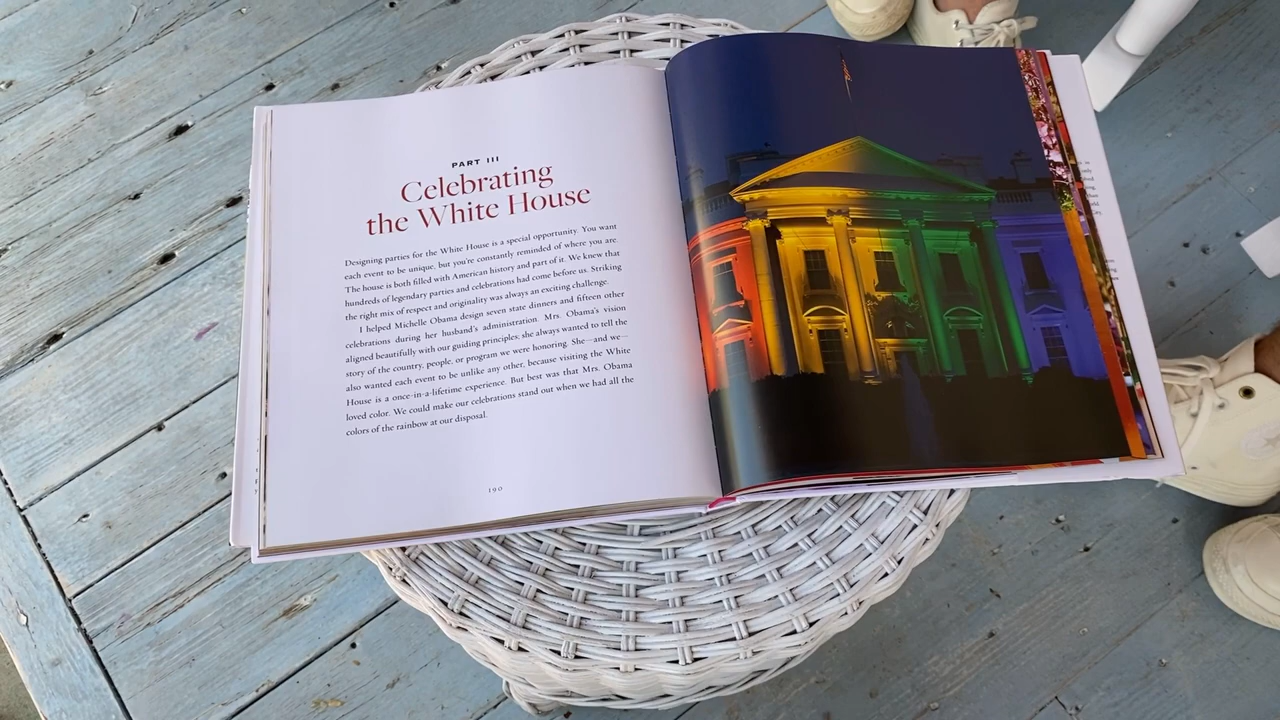 PART III
Celebrating
the White House
Designing parties for the White House is a special opportunity. You want
each event to be unique, but you're constantly reminded of where you are.
The house is both filled with American history and part of it. We knew that
hundreds of legendary parties and celebrations had come before us. Striking
the right mix of respect and originality was always an exciting challenge.
I helped Michelle Obama design seven state dinners and fifteen other
celebrations during her husband's administration. Mrs. Obama's vision
aligned beautifully with our guiding principles; she always wanted to tell the
story of the country, people, or program we were honoring. She—and we—
also wanted each event to be unlike any other, because visiting the White
House is a once-in-a-lifetime experience. But best was that Mrs. Obama
loved color. We could make our celebrations stand out when we had all the
colors of the rainbow at our disposal.
190